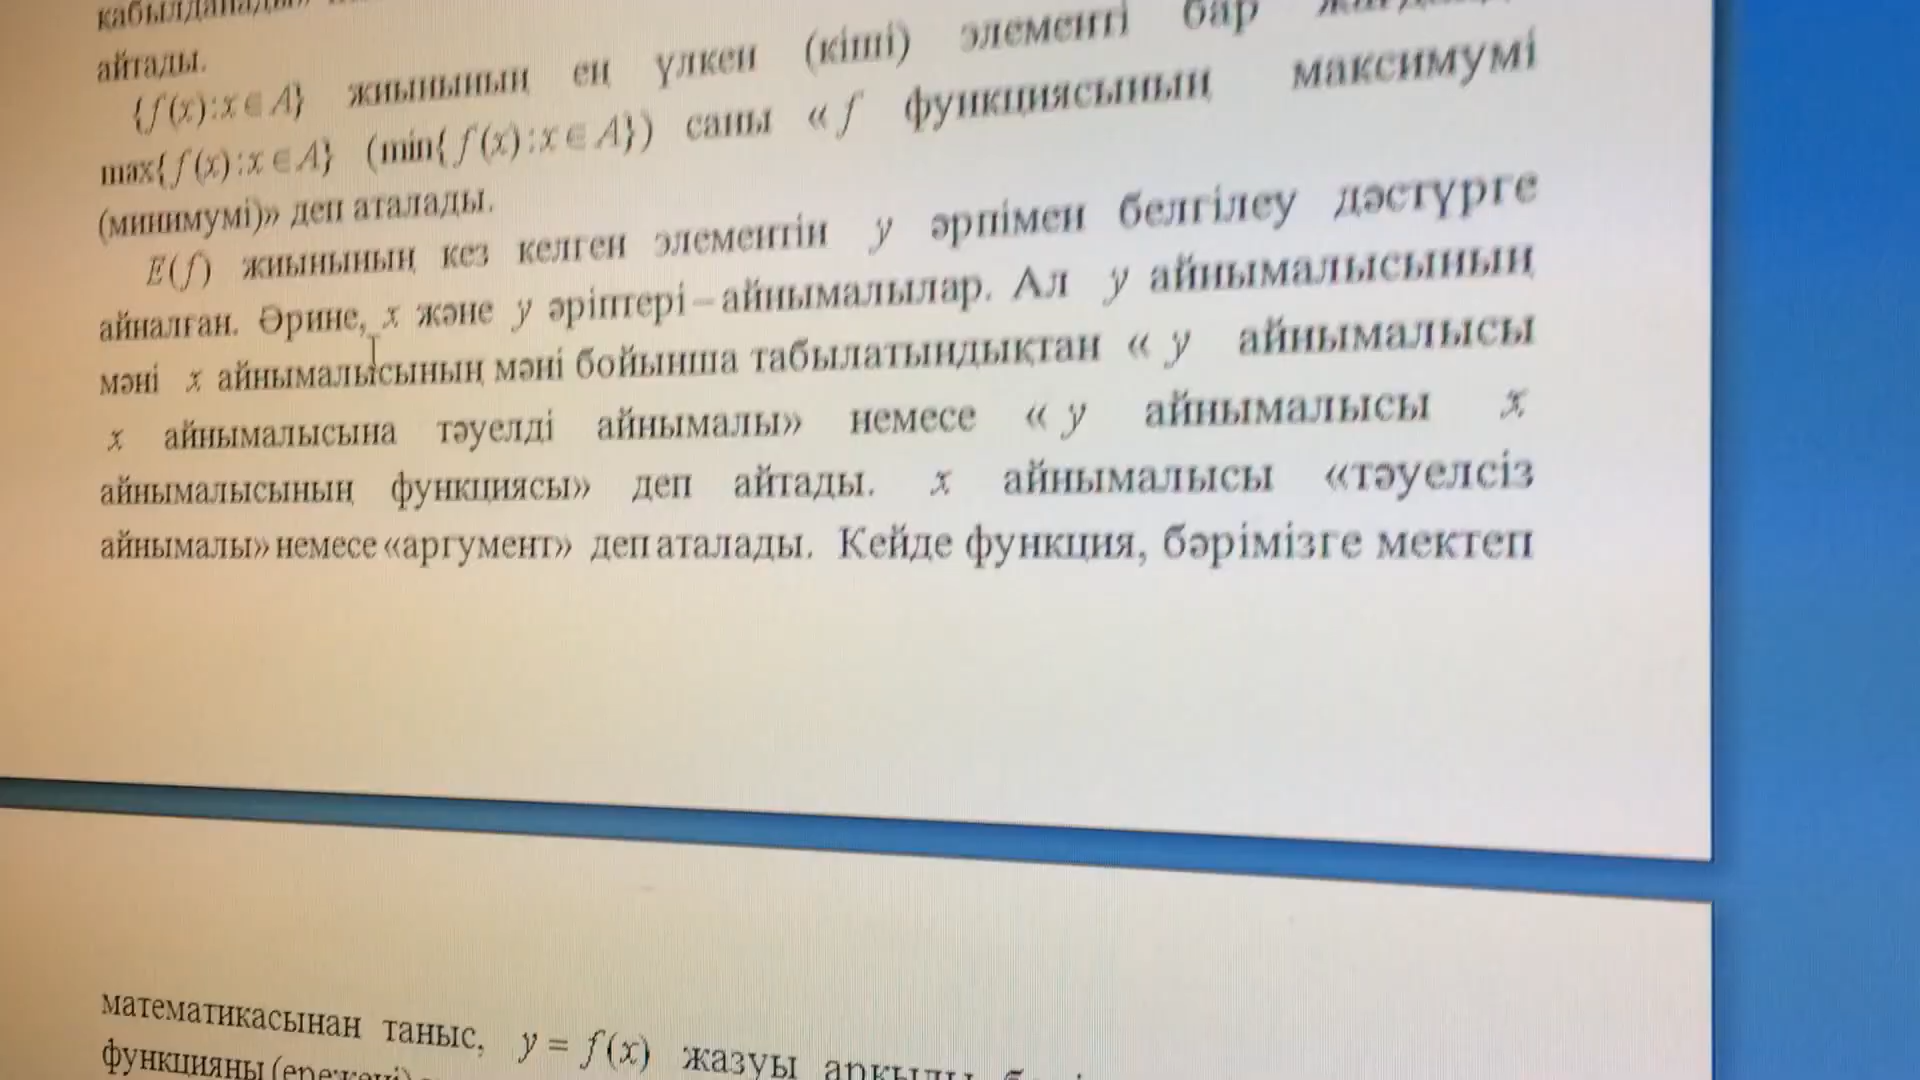 айтады.
{f(x):x∈A} жиынының ең үлкен (кіші) элементі бар
max{f(x):x∈A} (min{f(x):x∈A}) саны «f функциясының максимумі
(минимумі)» деп аталады.
E(f) жиынының кез келген элементін y әрпімен белгілеу дәстүрге
айналған. Әрине, x және y әріптері – айнымалылар. Ал y айнымалысының
мәні x айнымалысының мәні бойынша табылатындықтан «y айнымалысы
x айнымалысына тәуелді айнымалы» немесе «y айнымалысы x
айнымалысының функциясы» деп айтады. x айнымалысы «тәуелсіз
айнымалы» немесе «аргумент» деп аталады. Кейде функция, бәрімізге мектеп
математикасынан таныс, y = f(x) жазуы арқылы
функцияны